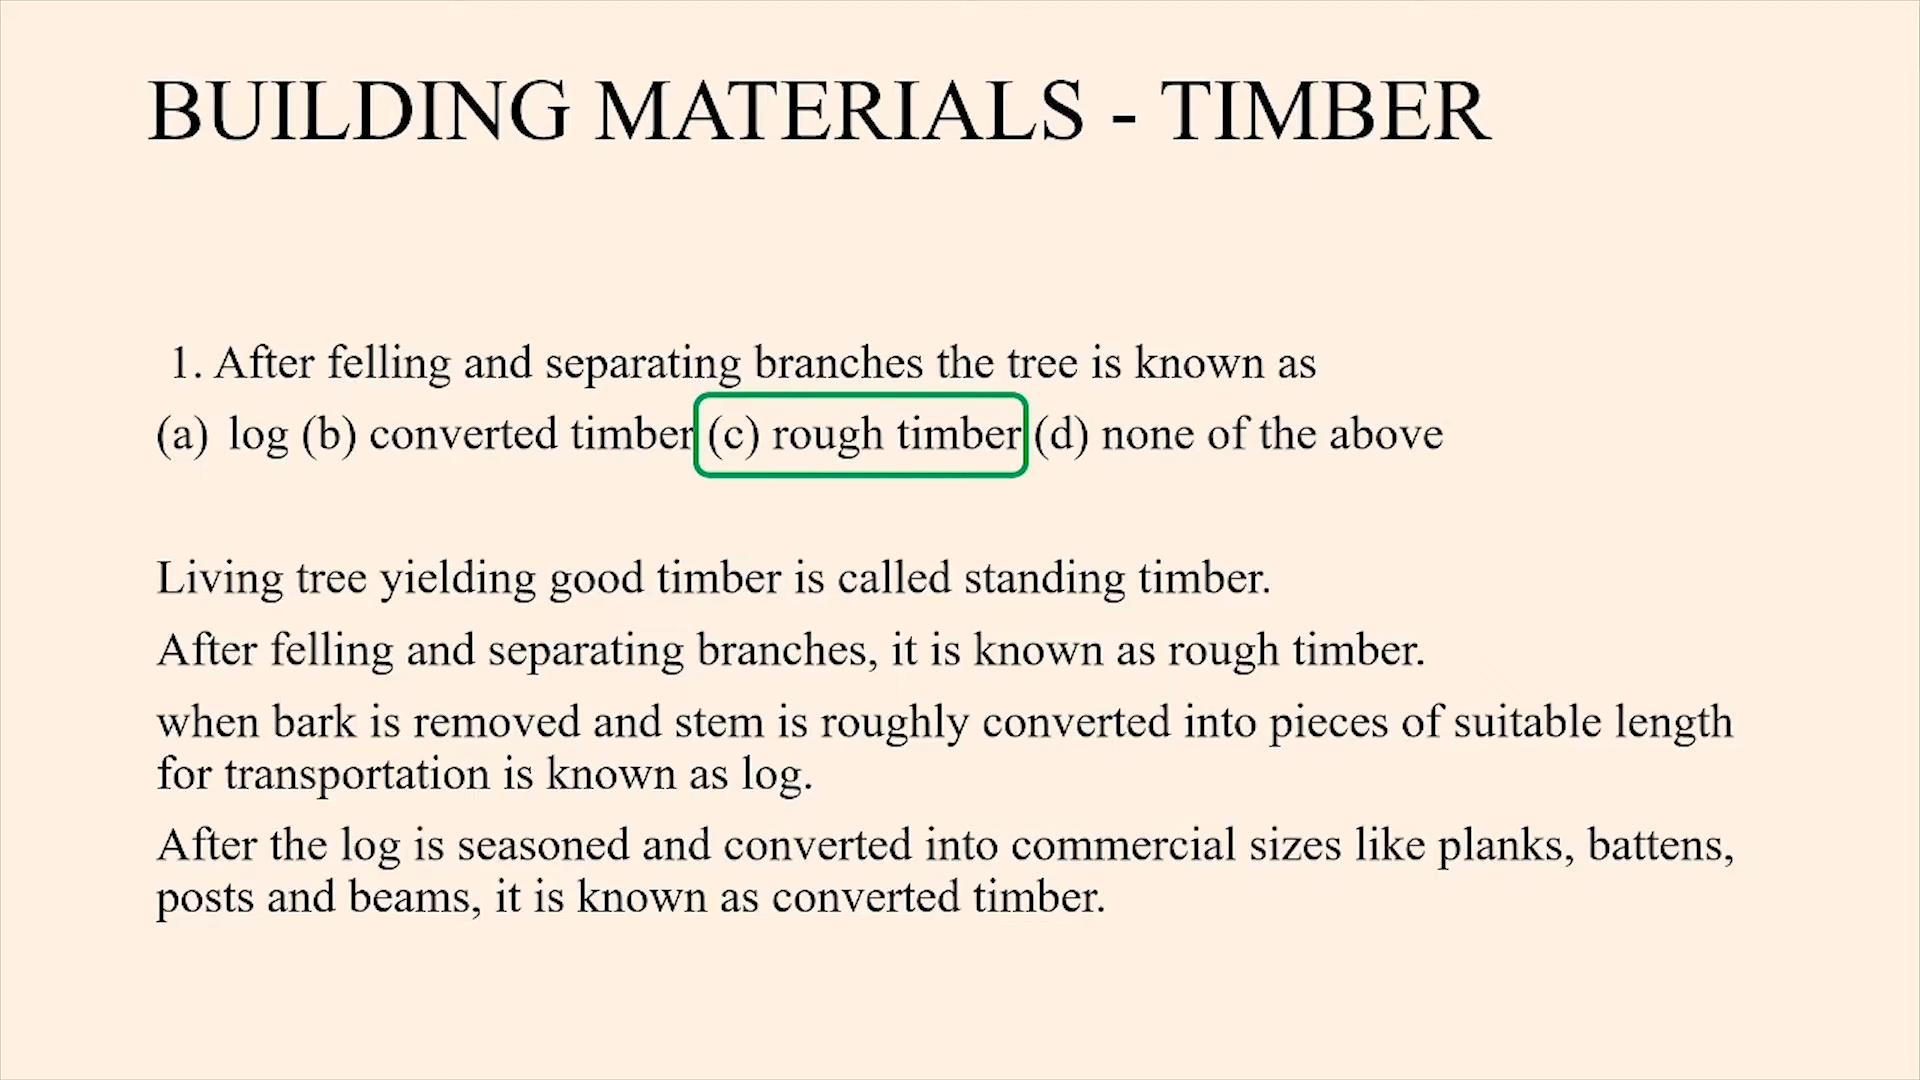 BUILDING MATERIALS - TIMBER
1. After felling and separating branches the tree is known as
(a) log (b) converted timber (c) rough timber (d) none of the above
Living tree yielding good timber is called standing timber.
After felling and separating branches, it is known as rough timber.
when bark is removed and stem is roughly converted into pieces of suitable length
for transportation is known as log.
After the log is seasoned and converted into commercial sizes like planks, battens,
posts and beams, it is known as converted timber.